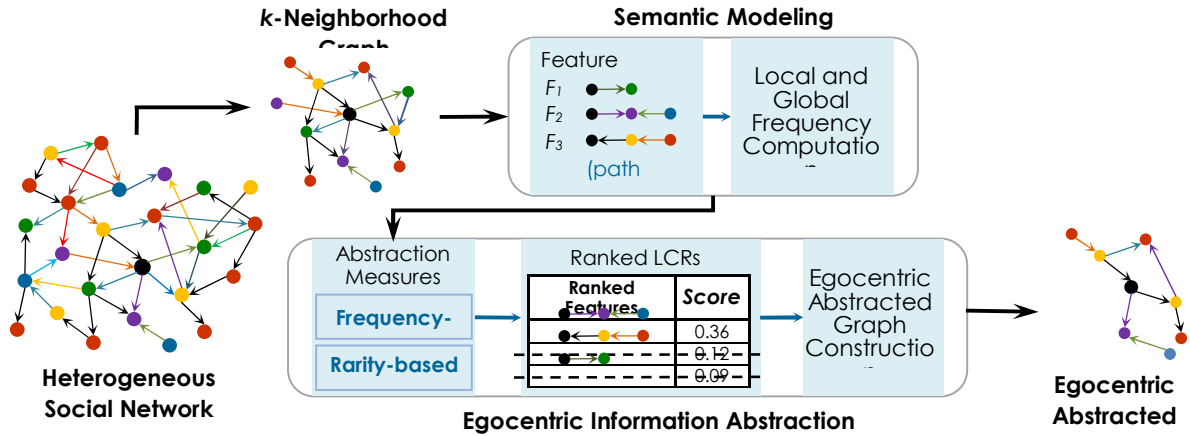 k-Neighborhood
Graph
Semantic Modeling
Feature
F1
F2
F3
(path
Local and
Global
Frequency
Computatio
Heterogeneous
Social Network
Abstraction
Measures
Frequency-
Rarity-based
Ranked LCRs
Ranked
Features
Score
0.36
0.12
0.09
Egocentric
Abstracted
Graph
Constructio
Egocentric Information Abstraction
Egocentric
Abstracted